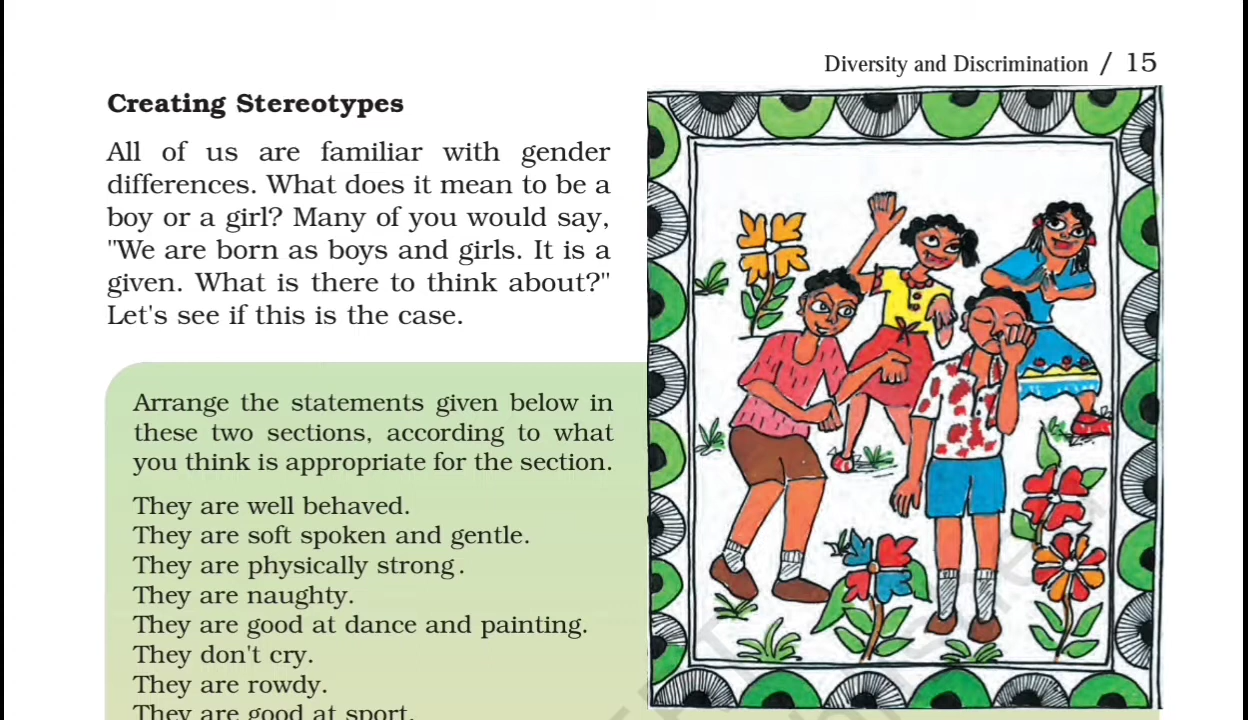 Diversity and Discrimination / 15
Creating Stereotypes
All of us are familiar with gender
differences. What does it mean to be a
boy or a girl? Many of you would say,
"We are born as boys and girls. It is a
given. What is there to think about?"
Let's see if this is the case.
Arrange the statements given below in
these two sections, according to what
you think is appropriate for the section.
They are well behaved.
They are soft spoken and gentle.
They are physically strong.
They are naughty.
They are good at dance and painting.
They don't cry.
They are rowdy.
They are good at sport.